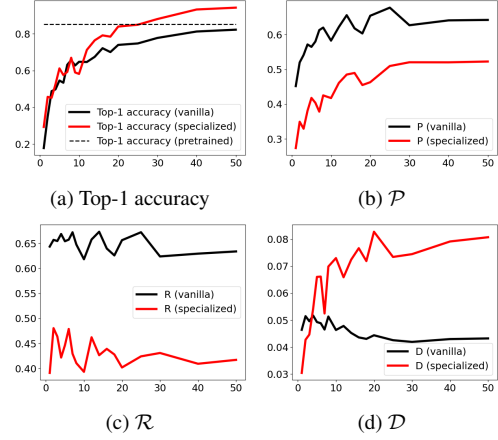 0.8
0.6
0.4
0.2
0 10 20 30 40 50
Top-1 accuracy (vanilla)
Top-1 accuracy (specialized)
Top-1 accuracy (pretrained)
(a) Top-1 accuracy
0.6
0.5
0.4
0.3
0 10 20 30 40 50
P (vanilla)
P (specialized)
(b) 𝒫
0.65
0.60
0.55
0.50
0.45
0.40
0 10 20 30 40 50
R (vanilla)
R (specialized)
(c) ℛ
0.08
0.07
0.06
0.05
0.04
0.03
0 10 20 30 40 50
D (vanilla)
D (specialized)
(d) 𝒟